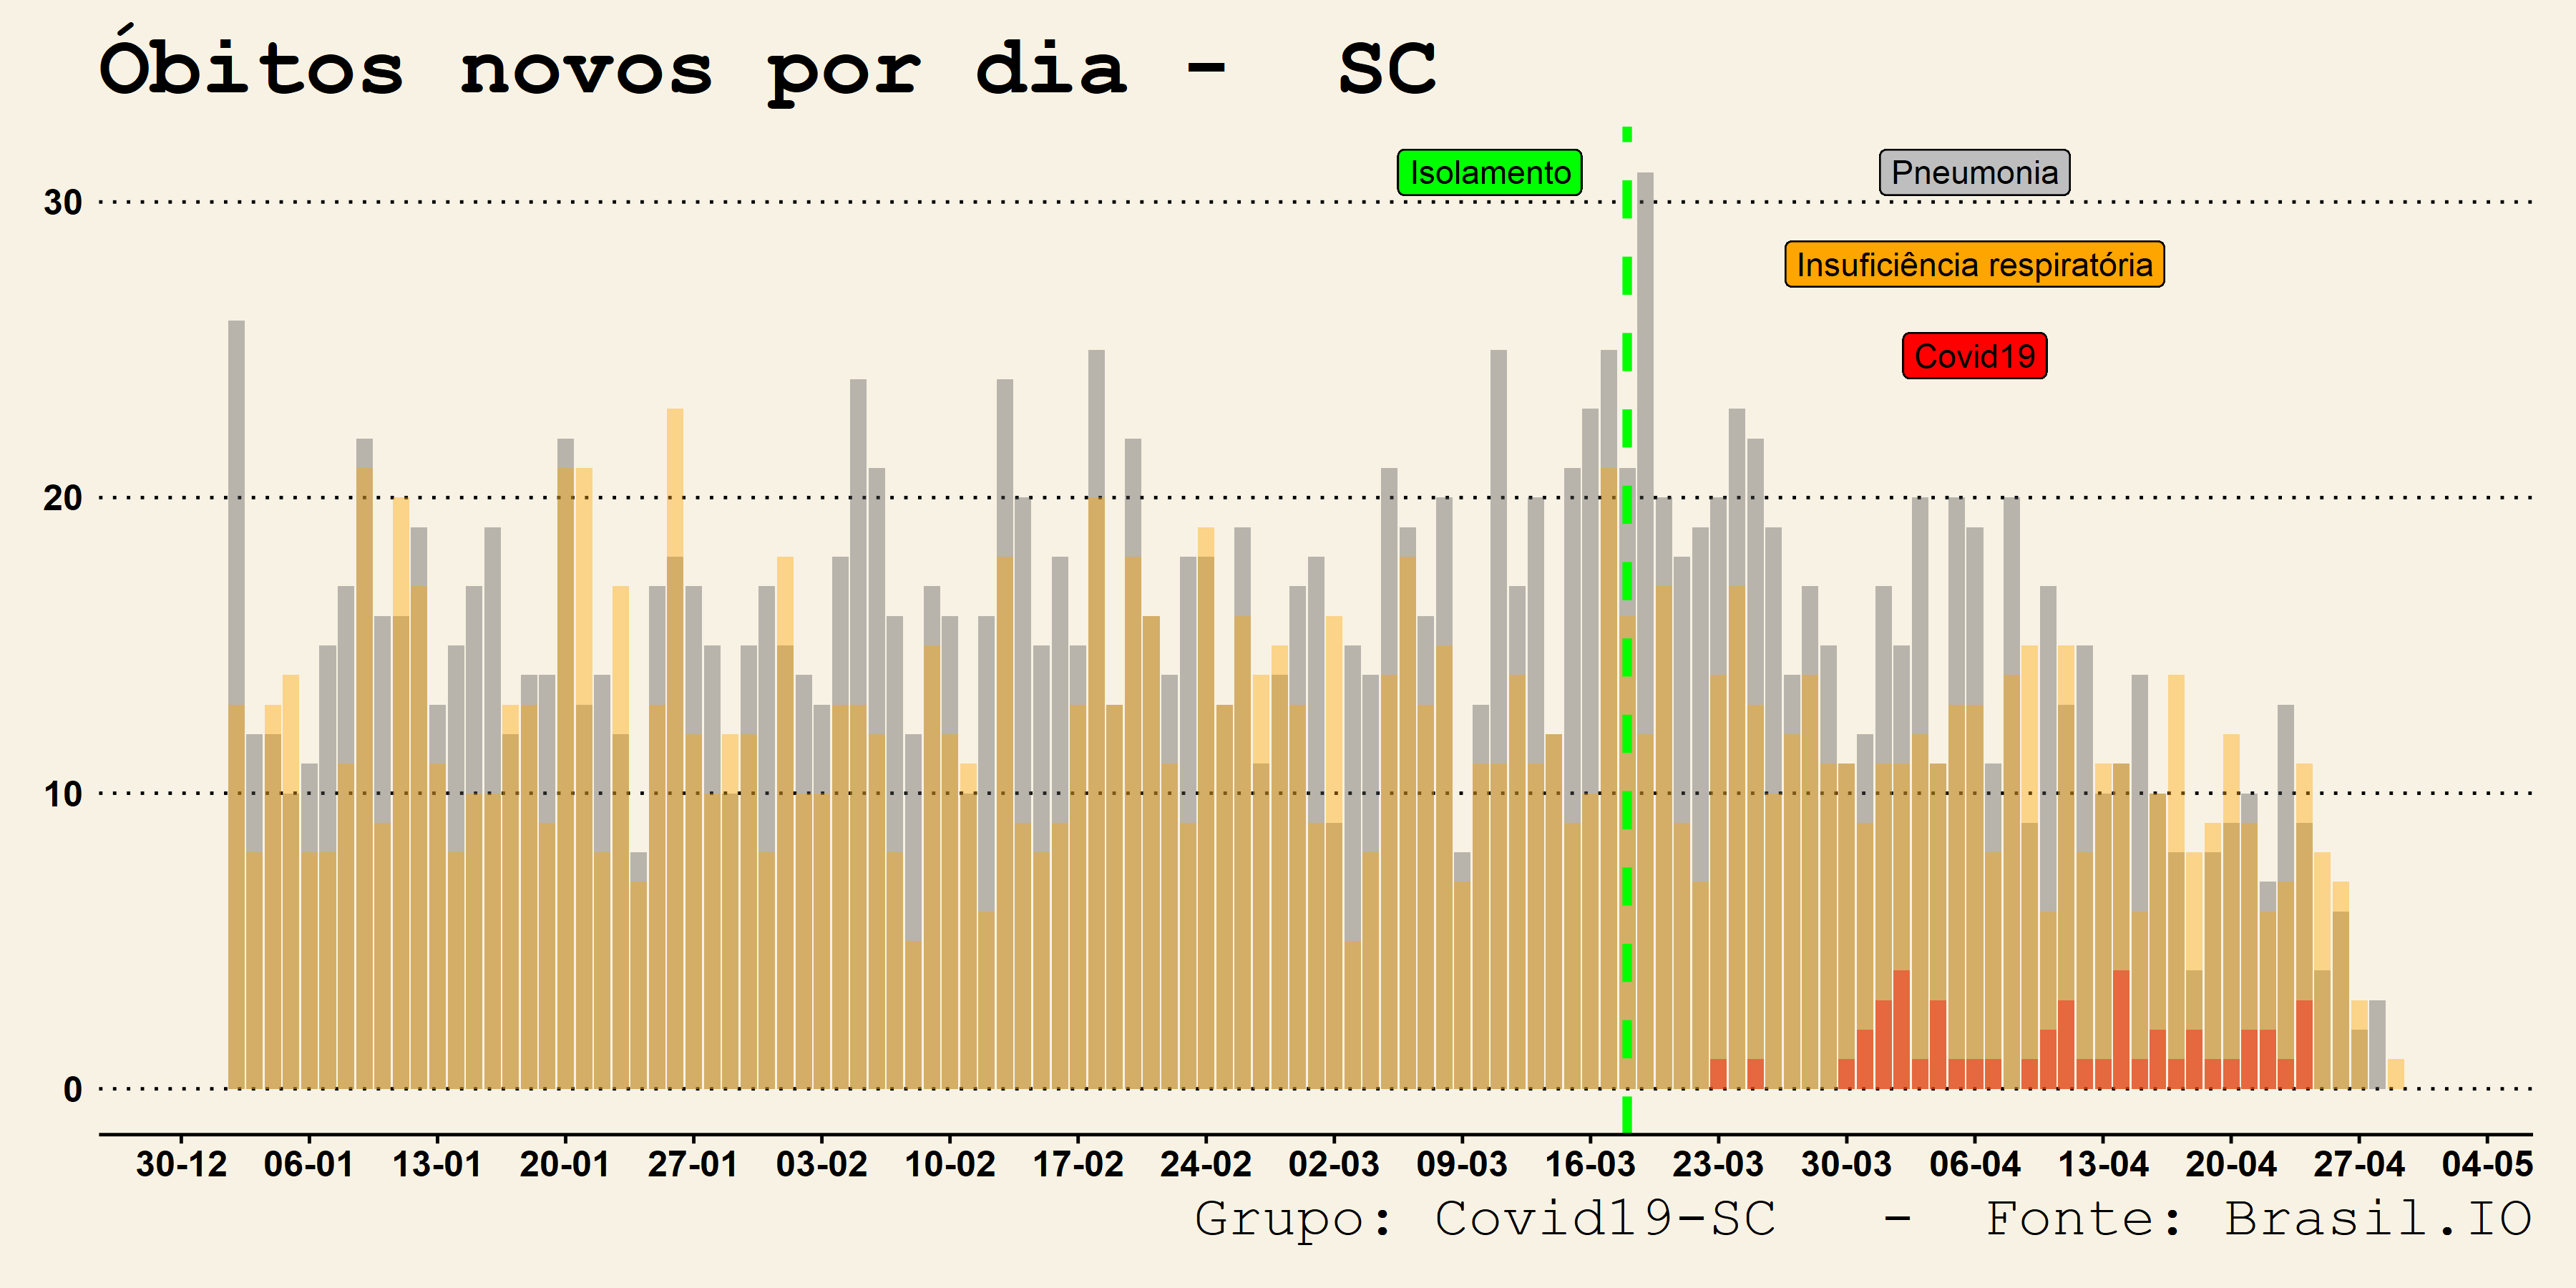 Óbitos novos por dia - SC
Isolamento
Pneumonia
30
Insuficiência respiratória
Covid19
20
10
0
30-12 06-01 13-01 20-01 27-01 03-02 10-02 17-02 24-02 02-03 09-03 16-03 23-03 30-03 06-04 13-04 20-04 27-04 04-05
Grupo: Covid19-SC - Fonte: Brasil.IO